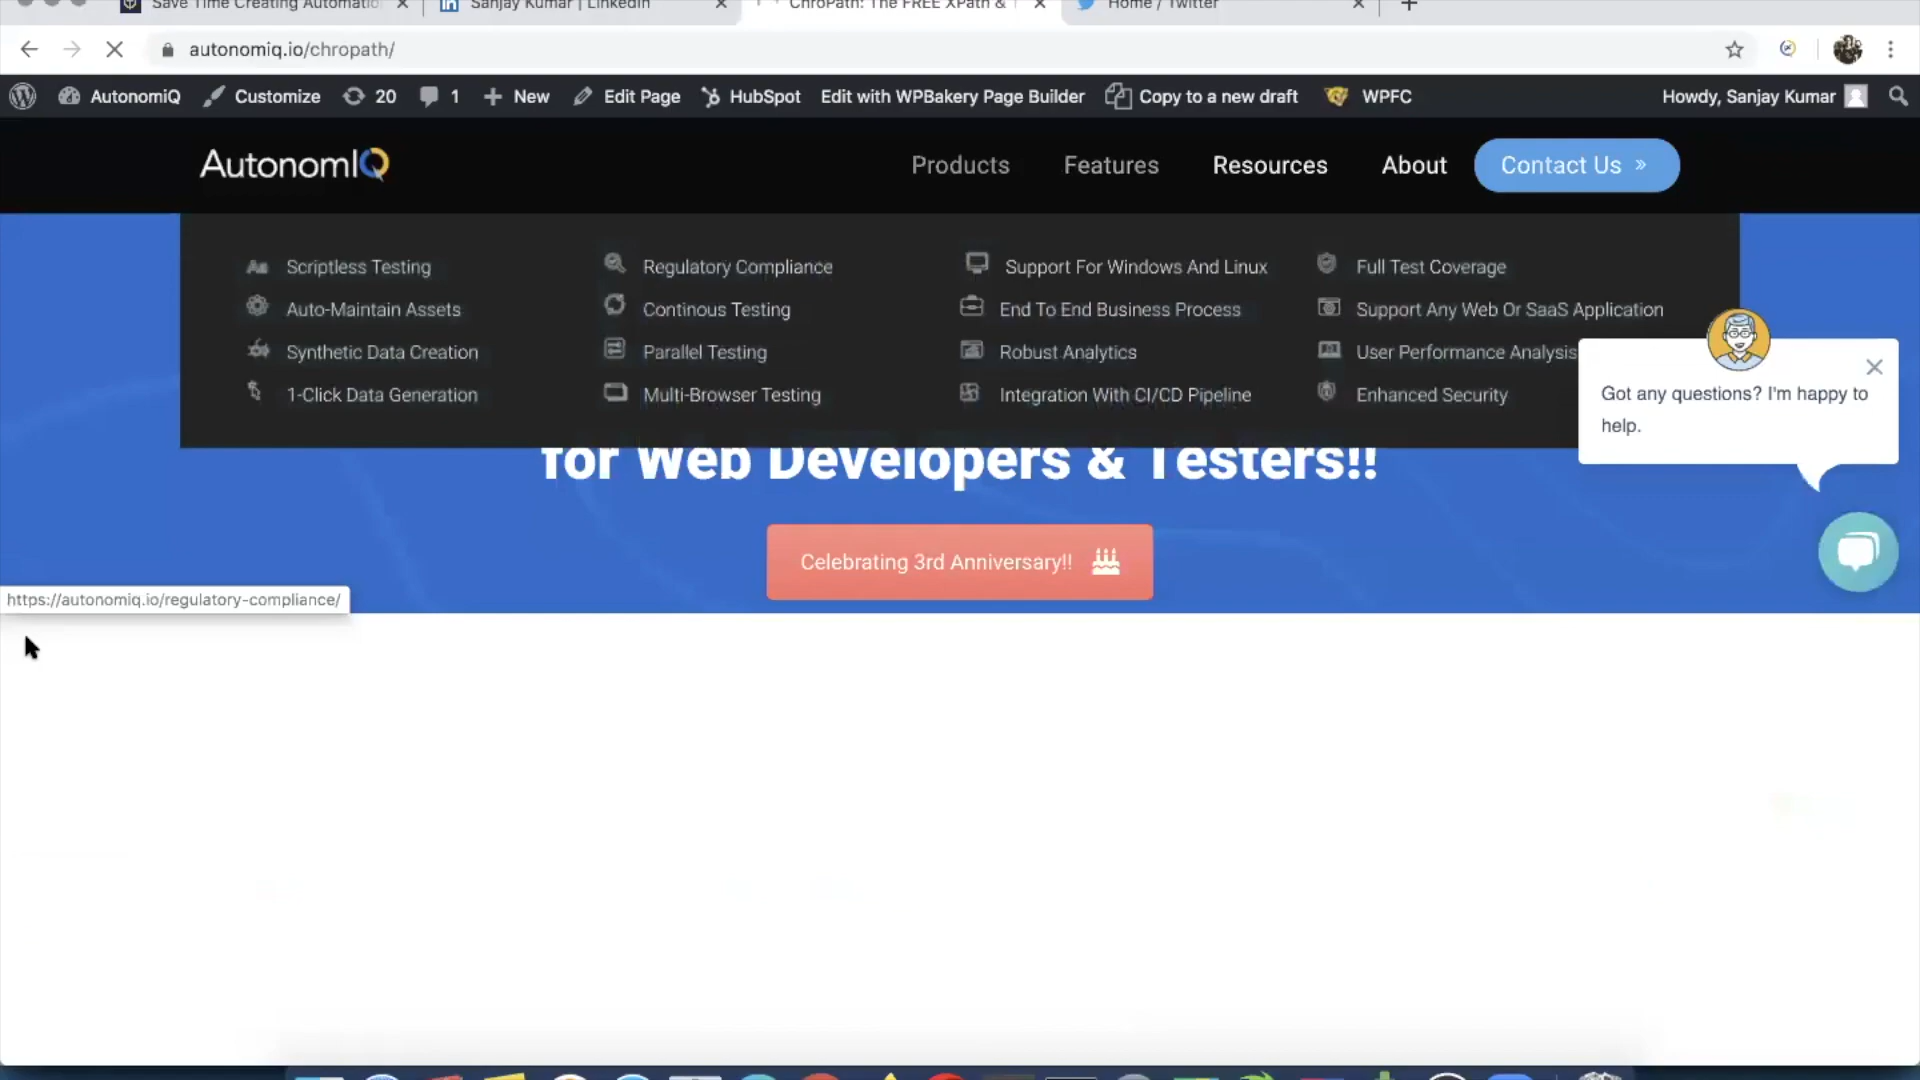 Save Time Creating Automatio
Sanjay Kumar | LinkedIn
ChroPath: The FREE XPath &
Home / Twitter
autonomiq.io/chropath/
AutonomiQ
Customize
20
1
New
Edit Page
HubSpot
Edit with WPBakery Page Builder
Copy to a new draft
WPFC
Howdy, Sanjay Kumar
AutonomIQ
Products
Features
Resources
About
Contact Us »
Scriptless Testing
Regulatory Compliance
Support For Windows And Linux
Full Test Coverage
Auto-Maintain Assets
Continous Testing
End To End Business Process
Support Any Web Or SaaS Application
Synthetic Data Creation
Parallel Testing
Robust Analytics
User Performance Analysis
1-Click Data Generation
Multi-Browser Testing
Integration With CI/CD Pipeline
Enhanced Security
Got any questions? I'm happy to
help.
for Web Developers & Testers!!
Celebrating 3rd Anniversary!!
https://autonomiq.io/regulatory-compliance/